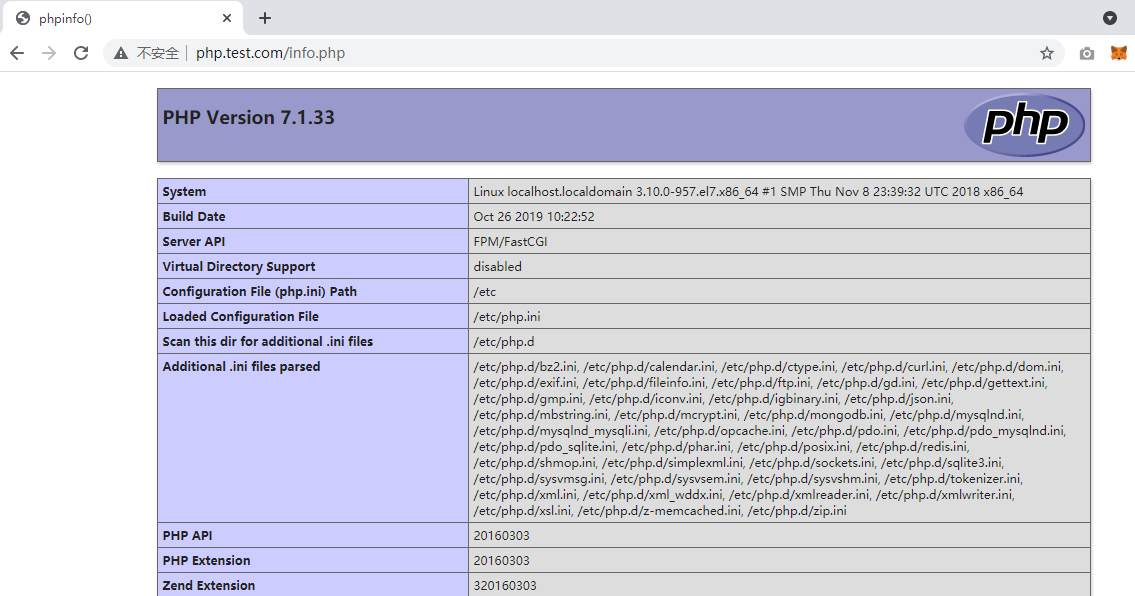 phpinfo()
不安全 php.test.com/info.php
PHP Version 7.1.33
php
System Linux localhost.localdomain 3.10.0-957.el7.x86_64 #1 SMP Thu Nov 8 23:39:32 UTC 2018 x86_64
Build Date Oct 26 2019 10:22:52
Server API FPM/FastCGI
Virtual Directory Support disabled
Configuration File (php.ini) Path /etc
Loaded Configuration File /etc/php.ini
Scan this dir for additional .ini files /etc/php.d
Additional .ini files parsed /etc/php.d/bz2.ini, /etc/php.d/calendar.ini, /etc/php.d/ctype.ini, /etc/php.d/curl.ini, /etc/php.d/dom.ini,
/etc/php.d/exif.ini, /etc/php.d/fileinfo.ini, /etc/php.d/ftp.ini, /etc/php.d/gd.ini, /etc/php.d/gettext.ini,
/etc/php.d/gmp.ini, /etc/php.d/iconv.ini, /etc/php.d/igbinary.ini, /etc/php.d/json.ini,
/etc/php.d/mbstring.ini, /etc/php.d/mcrypt.ini, /etc/php.d/mongodb.ini, /etc/php.d/mysqlnd.ini,
/etc/php.d/mysqlnd_mysqli.ini, /etc/php.d/opcache.ini, /etc/php.d/pdo.ini, /etc/php.d/pdo_mysqlnd.ini,
/etc/php.d/pdo_sqlite.ini, /etc/php.d/phar.ini, /etc/php.d/posix.ini, /etc/php.d/redis.ini,
/etc/php.d/shmop.ini, /etc/php.d/simplexml.ini, /etc/php.d/sockets.ini, /etc/php.d/sqlite3.ini,
/etc/php.d/sysvmsg.ini, /etc/php.d/sysvsem.ini, /etc/php.d/sysvshm.ini, /etc/php.d/tokenizer.ini,
/etc/php.d/xml.ini, /etc/php.d/xml_wddx.ini, /etc/php.d/xmlreader.ini, /etc/php.d/xmlwriter.ini,
/etc/php.d/xsl.ini, /etc/php.d/z-memcached.ini, /etc/php.d/zip.ini
PHP API 20160303
PHP Extension 20160303
Zend Extension 320160303